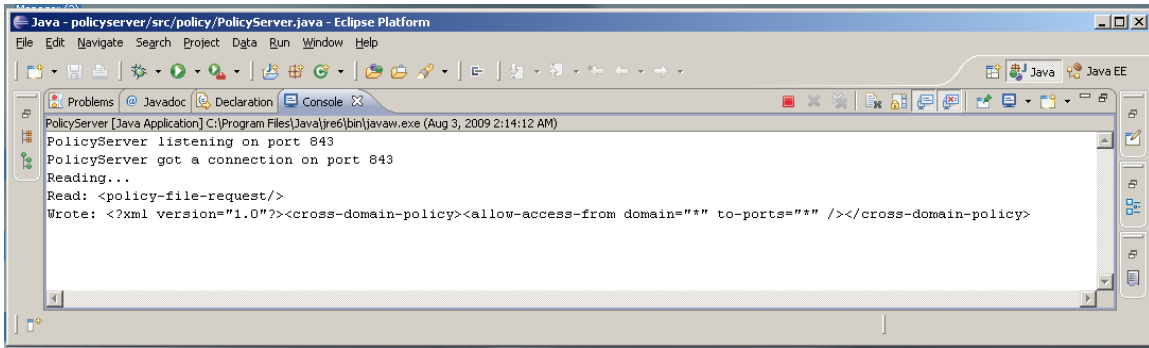 Java - policyserver/src/policy/PolicyServer.java - Eclipse Platform
File Edit Navigate Search Project Data Run Window Help
Java Java EE
Problems @ Javadoc Declaration Console
PolicyServer [Java Application] C:\Program Files\Java\jre6\bin\javaw.exe (Aug 3, 2009 2:14:12 AM)
PolicyServer listening on port 843
PolicyServer got a connection on port 843
Reading...
Read: <policy-file-request/>
Wrote: <?xml version="1.0"?><cross-domain-policy><allow-access-from domain="*" to-ports="*" /></cross-domain-policy>